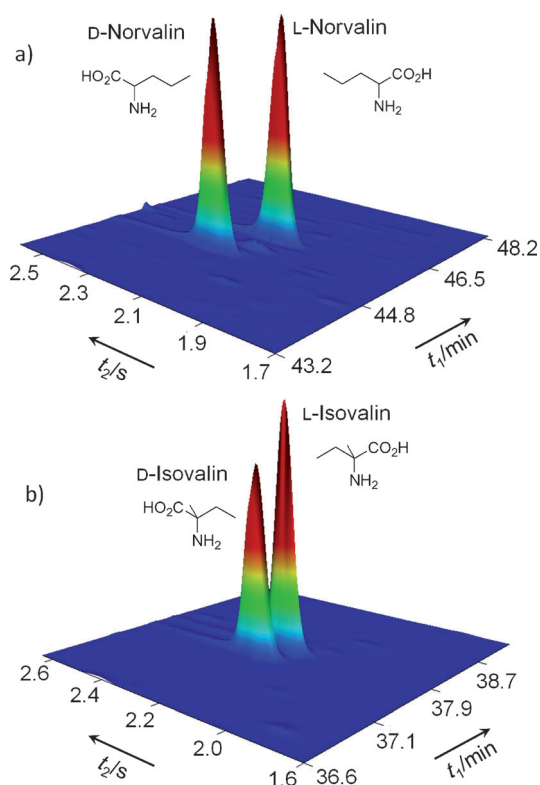 a)
D-Norvalin
L-Norvalin
HO2C
NH2
CO2H
NH2
2.5
2.3
2.1
1.9
1.7
43.2
44.8
46.5
48.2
t2/s
t1/min
b)
D-Isovalin
L-Isovalin
HO2C
NH2
CO2H
NH2
2.6
2.4
2.2
2.0
1.6
36.6
37.1
37.9
38.7
t2/s
t1/min